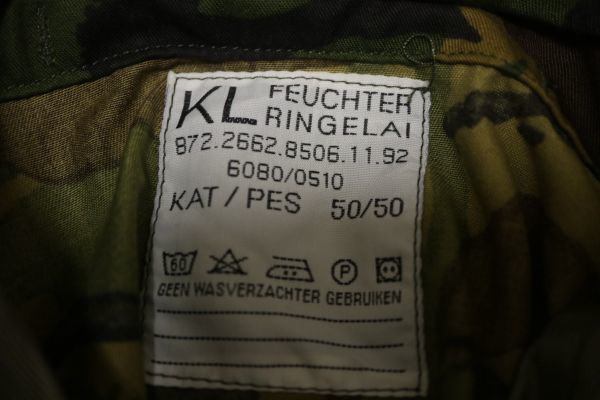 KL FEUCHTER
RINGELAI
872.2662.8506.11.92
6080/0510
KAT / PES 50/50
60 P
GEEN WASVERZACHTER GEBRUIKEN